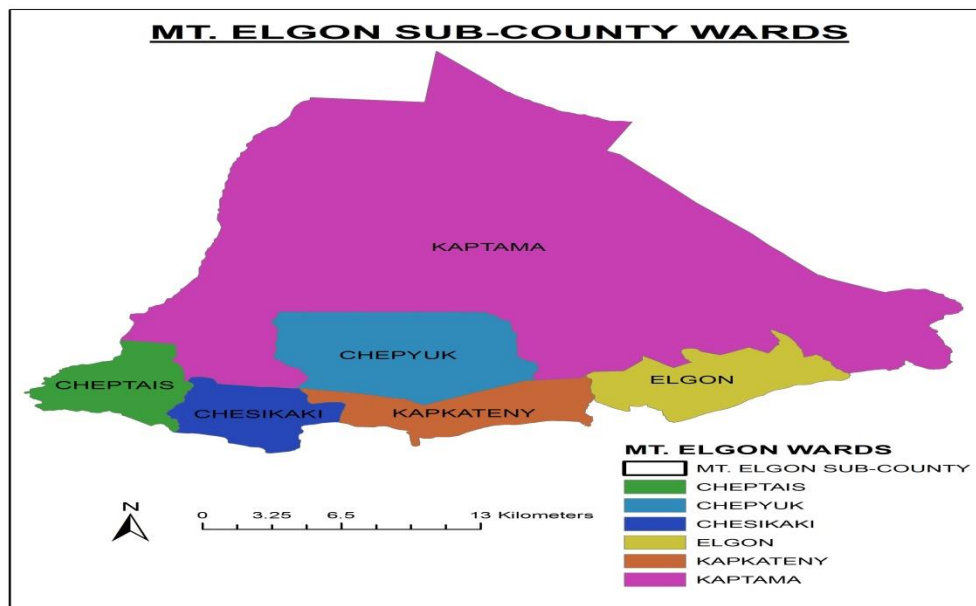 MT. ELGON SUB-COUNTY WARDS
KAPTAMA
CHEPYUK
CHEPTAIS
ELGON
CHESIKAKI
KAPKATENY
MT. ELGON WARDS
MT. ELGON SUB-COUNTY
CHEPTAIS
CHEPYUK
CHESIKAKI
ELGON
KAPKATENY
KAPTAMA
N
0 3.25 6.5 13 Kilometers